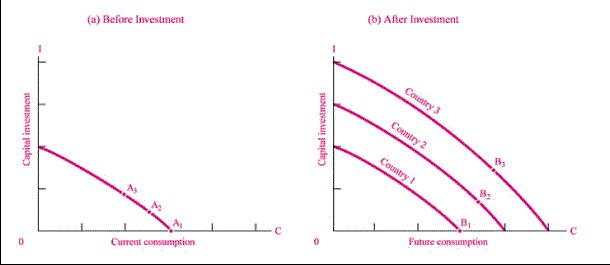 (a) Before Investment
(b) After Investment
I
I
Capital investment
Capital investment
Country 3
Country 2
Country 1
A3
A2
A1
B3
B2
B1
C
C
0
Current consumption
0
Future consumption